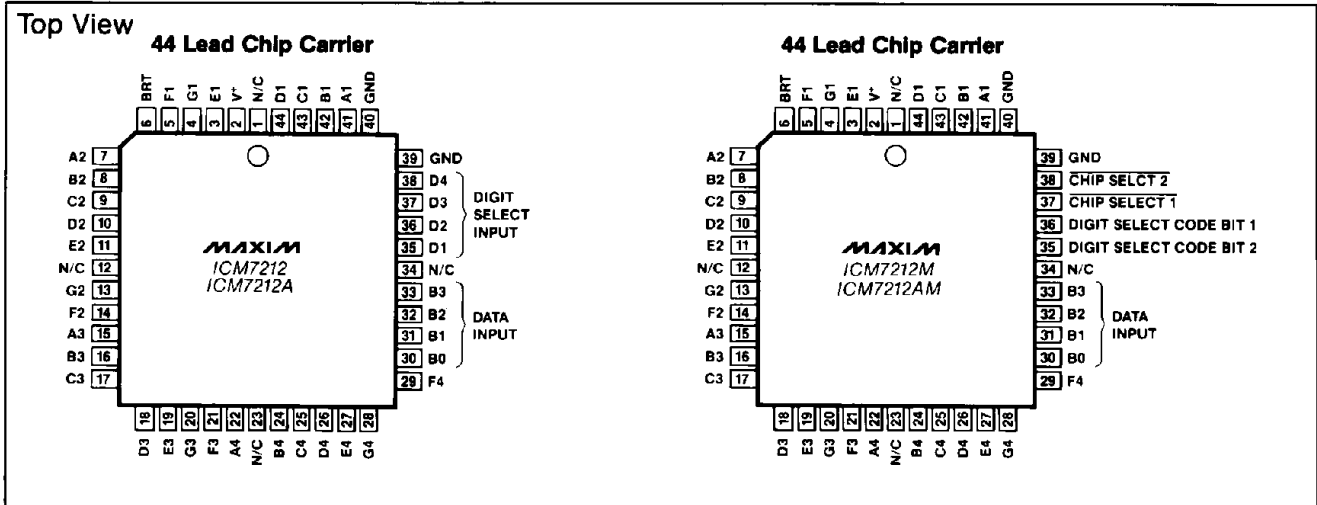 Top View
44 Lead Chip Carrier
BRT F1 G1 E1 V+ N/C D1 C1 B1 A1 GND
6 5 4 3 2 1 44 43 42 41 40
A2 7
B2 8
C2 9
D2 10
E2 11
N/C 12
G2 13
F2 14
A3 15
B3 16
C3 17
MAXIM
ICM7212
ICM7212A
39 GND
38 D4
37 D3
36 D2
35 D1
DIGIT
SELECT
INPUT
34 N/C
33 B3
32 B2
31 B1
30 B0
DATA
INPUT
29 F4
18 19 20 21 22 23 24 25 26 27 28
D3 E3 G3 F3 A4 N/C B4 C4 D4 E4 G4
44 Lead Chip Carrier
BRT F1 G1 E1 V+ N/C D1 C1 B1 A1 GND
6 5 4 3 2 1 44 43 42 41 40
A2 7
B2 8
C2 9
D2 10
E2 11
N/C 12
G2 13
F2 14
A3 15
B3 16
C3 17
MAXIM
ICM7212M
ICM7212AM
39 GND
38 CHIP SELCT 2
37 CHIP SELECT 1
36 DIGIT SELECT CODE BIT 1
35 DIGIT SELECT CODE BIT 2
34 N/C
33 B3
32 B2
31 B1
30 B0
DATA
INPUT
29 F4
18 19 20 21 22 23 24 25 26 27 28
D3 E3 G3 F3 A4 N/C B4 C4 D4 E4 G4